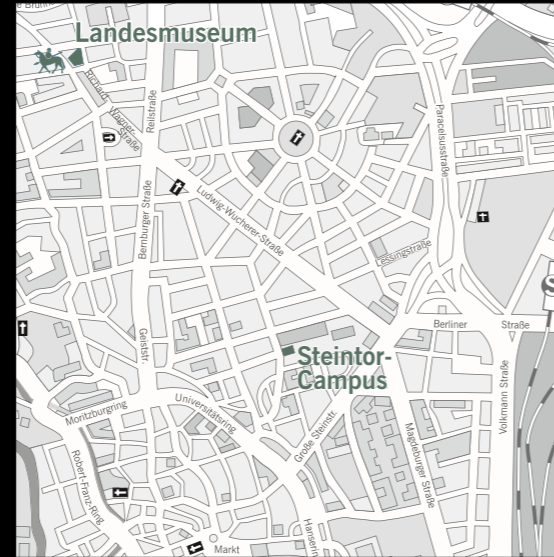 Landesmuseum
Richard-
Wagner-
Straße
Reilstraße
Paracelsusstraße
Bernburger Straße
Ludwig-Wucherer-Straße
Lessingstraße
Berliner Straße
Geiststr.
Steintor-
Campus
Volkmann Straße
Universitätsring
Moritzburgring
Große Steinstr.
Magdeburger Straße
Robert-Franz-Ring
Markt
S